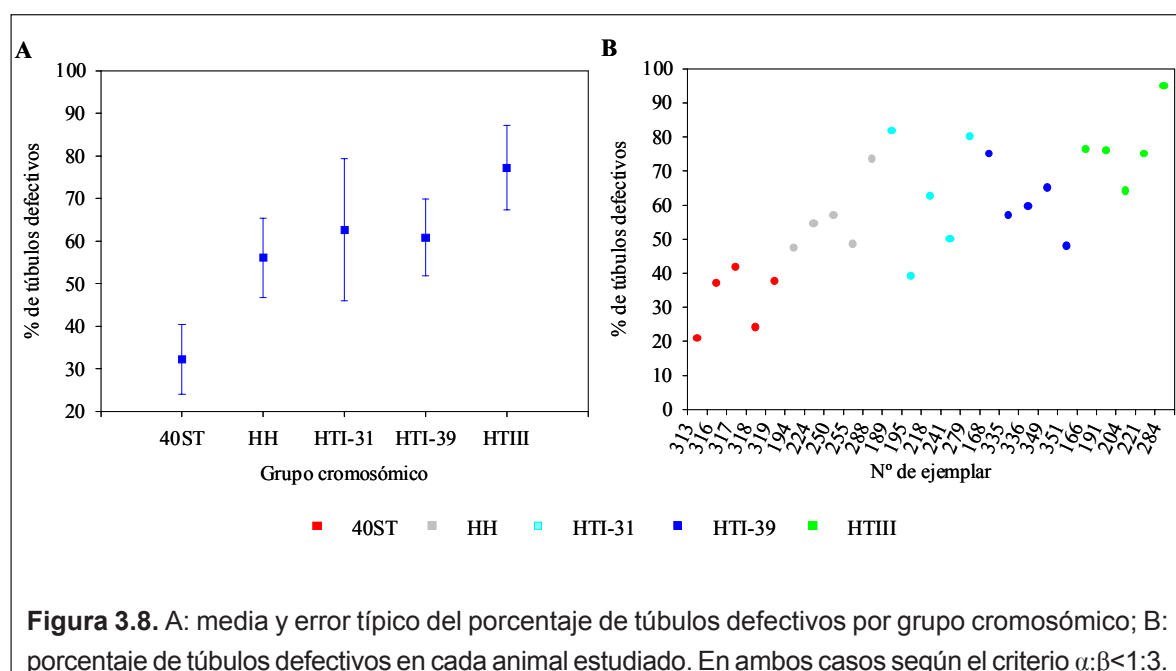 A
B
100
90
80
70
60
50
40
30
20
% de túbulos defectivos
40ST HH HTI-31 HTI-39 HTIII
Grupo cromosómico
100
90
80
70
60
50
40
30
20
10
0
% de túbulos defectivos
313 316 317 318 319 194 224 250 255 288 189 195 218 241 279 168 335 336 349 351 166 191 204 221 284
Nº de ejemplar
40ST HH HTI-31 HTI-39 HTIII
Figura 3.8. A: media y error típico del porcentaje de túbulos defectivos por grupo cromosómico; B:
porcentaje de túbulos defectivos en cada animal estudiado. En ambos casos según el criterio α:β<1:3.